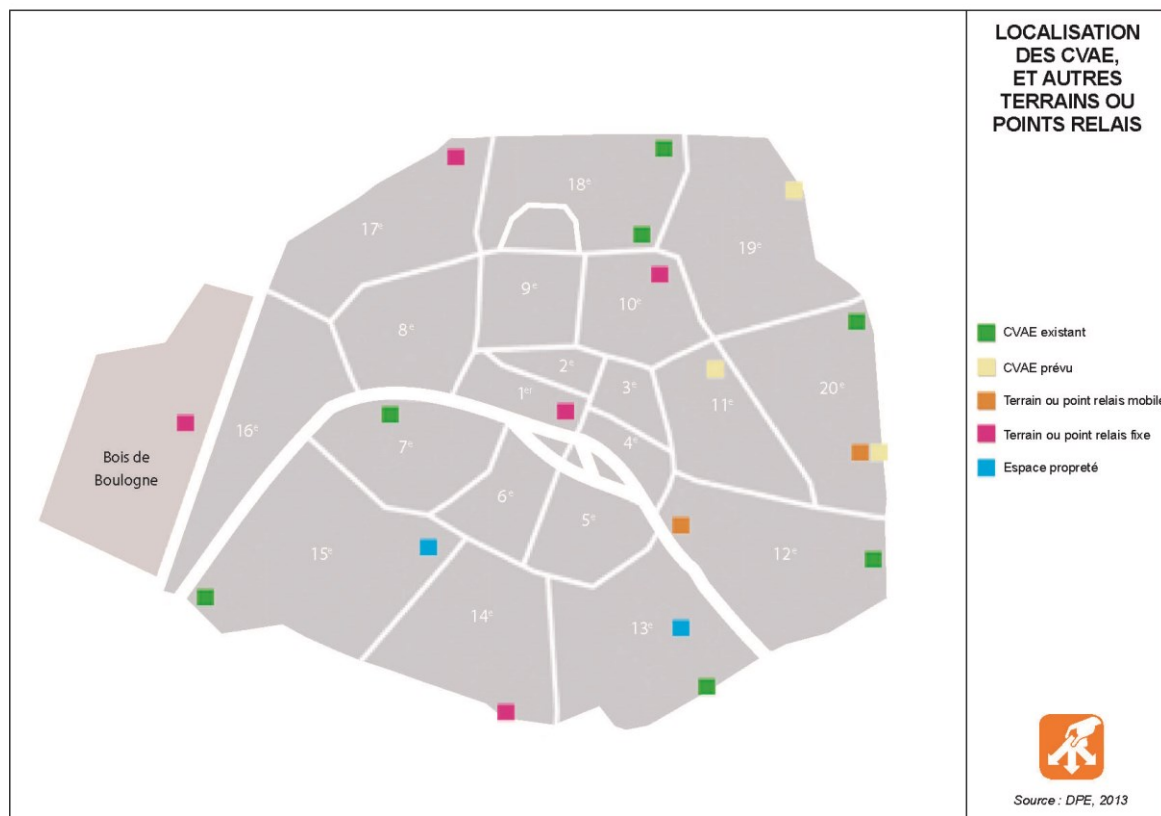 LOCALISATION
DES CVAE,
ET AUTRES
TERRAINS OU
POINTS RELAIS
18e
17e
19e
9e
10e
8e
2e
1er
3e
20e
11e
16e
4e
7e
Bois de
Boulogne
6e
5e
15e
12e
14e
13e
CVAE existant
CVAE prévu
Terrain ou point relais mobile
Terrain ou point relais fixe
Espace propreté
Source : DPE, 2013